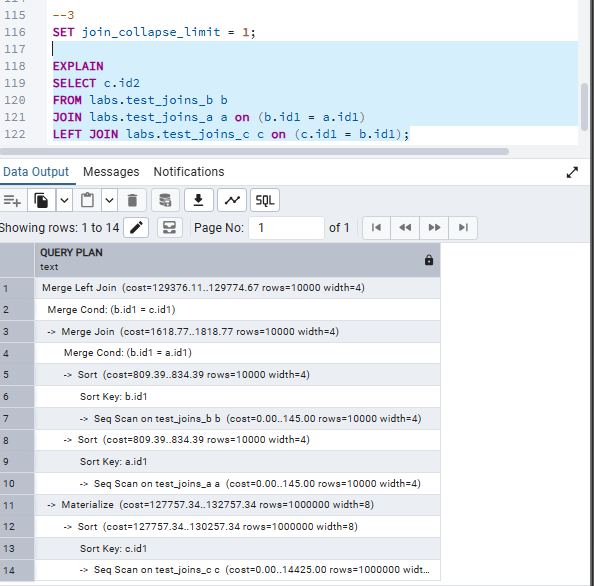 115 --3
116 SET join_collapse_limit = 1;
117
118 EXPLAIN
119 SELECT c.id2
120 FROM labs.test_joins_b b
121 JOIN labs.test_joins_a a on (b.id1 = a.id1)
122 LEFT JOIN labs.test_joins_c c on (c.id1 = b.id1);
Data Output Messages Notifications
SQL
Showing rows: 1 to 14 Page No: 1 of 1
QUERY PLAN
text
1 Merge Left Join (cost=129376.11..129774.67 rows=10000 width=4)
2 Merge Cond: (b.id1 = c.id1)
3 -> Merge Join (cost=1618.77..1818.77 rows=10000 width=4)
4 Merge Cond: (b.id1 = a.id1)
5 -> Sort (cost=809.39..834.39 rows=10000 width=4)
6 Sort Key: b.id1
7 -> Seq Scan on test_joins_b b (cost=0.00..145.00 rows=10000 width=4)
8 -> Sort (cost=809.39..834.39 rows=10000 width=4)
9 Sort Key: a.id1
10 -> Seq Scan on test_joins_a a (cost=0.00..145.00 rows=10000 width=4)
11 -> Materialize (cost=127757.34..132757.34 rows=1000000 width=8)
12 -> Sort (cost=127757.34..130257.34 rows=1000000 width=8)
13 Sort Key: c.id1
14 -> Seq Scan on test_joins_c c (cost=0.00..14425.00 rows=1000000 widt...